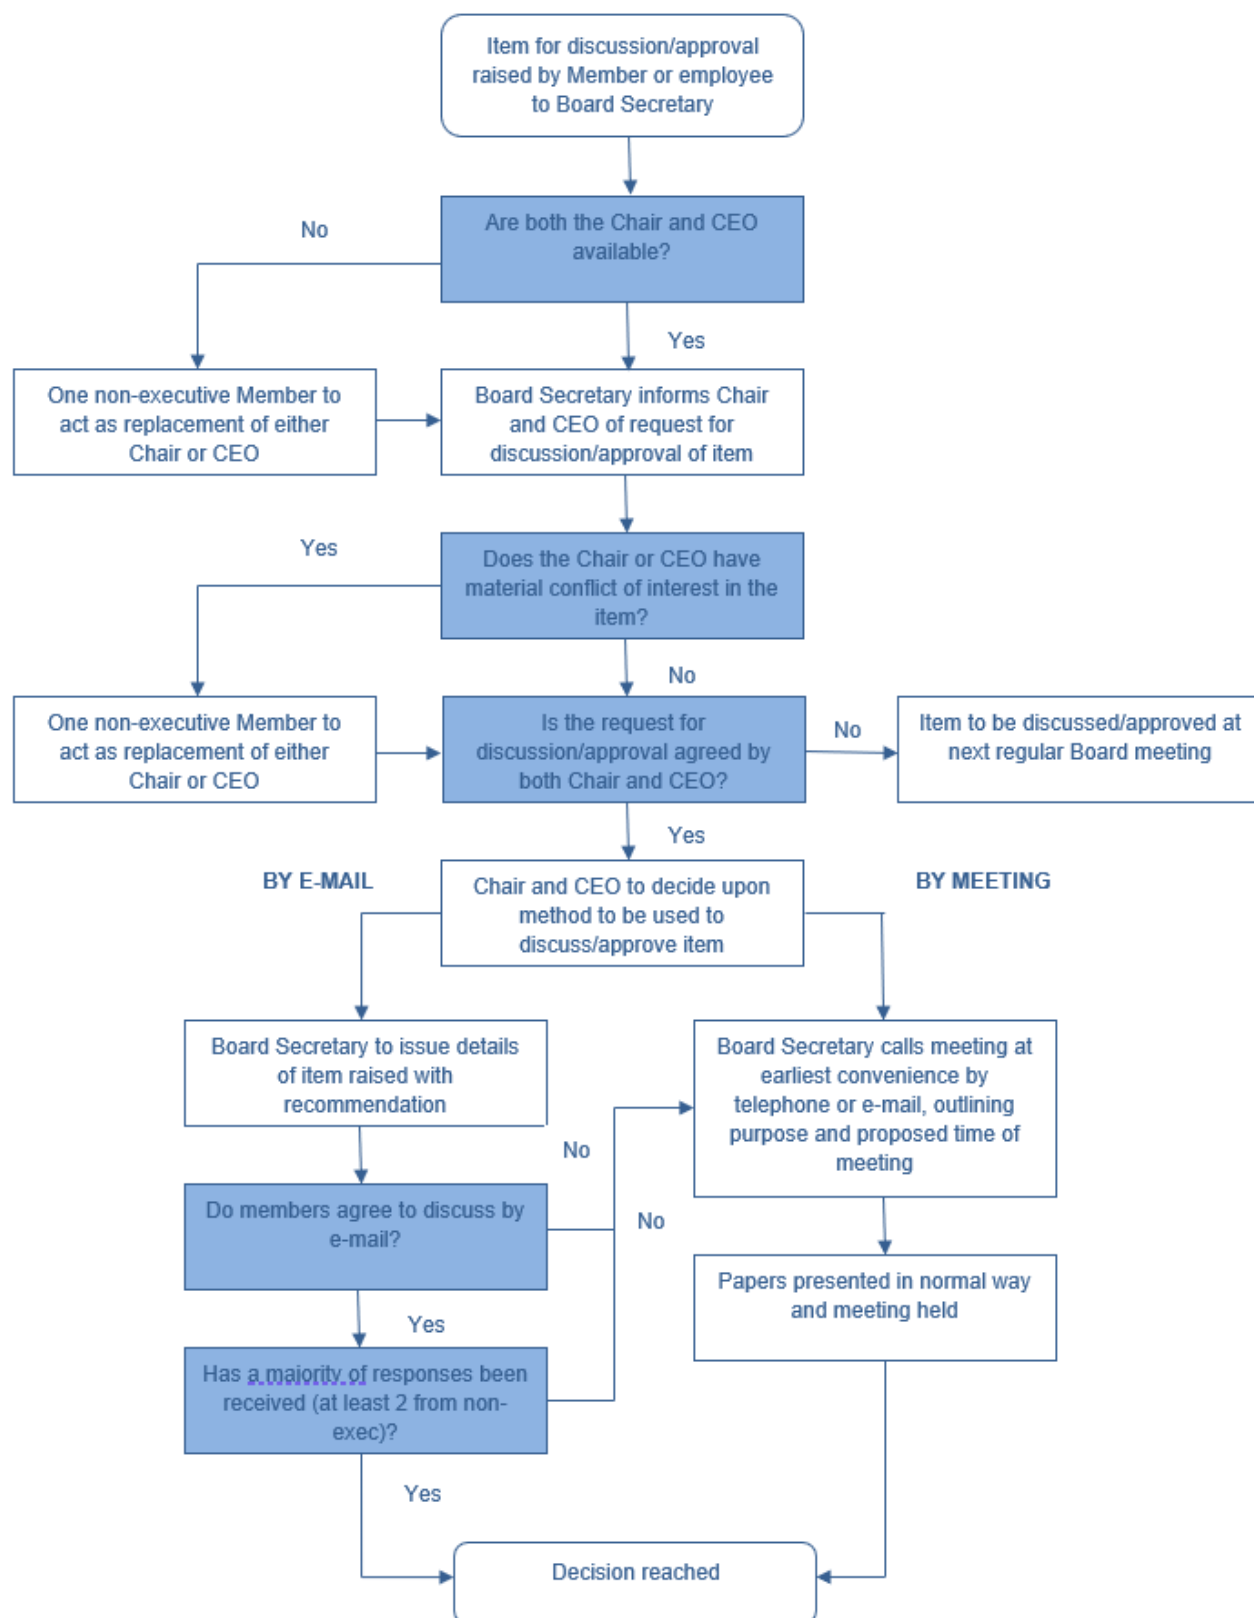 Item for discussion/approval
raised by Member or employee
to Board Secretary
Are both the Chair and CEO
available?
No
Yes
One non-executive Member to
act as replacement of either
Chair or CEO
Board Secretary informs Chair
and CEO of request for
discussion/approval of item
Yes
Does the Chair or CEO have
material conflict of interest in the
item?
No
One non-executive Member to
act as replacement of either
Chair or CEO
Is the request for
discussion/approval agreed by
both Chair and CEO?
No
Item to be discussed/approved at
next regular Board meeting
Yes
BY E-MAIL
Chair and CEO to decide upon
method to be used to
discuss/approve item
BY MEETING
Board Secretary to issue details
of item raised with
recommendation
Board Secretary calls meeting at
earliest convenience by
telephone or e-mail, outlining
purpose and proposed time of
meeting
No
Do members agree to discuss by
e-mail?
No
Papers presented in normal way
and meeting held
Yes
Has a majority of responses been
received (at least 2 from non-
exec)?
Yes
Decision reached